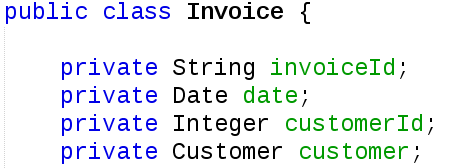 public class Invoice {
private String invoiceId;
private Date date;
private Integer customerId;
private Customer customer;